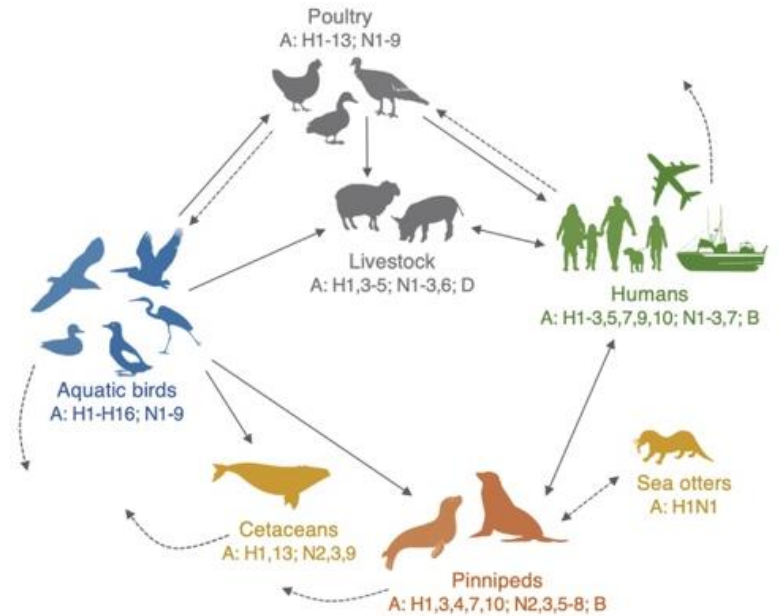 Poultry
A: H1-13; N1-9
Livestock
A: H1,3-5; N1-3,6; D
Humans
A: H1-3,5,7,9,10; N1-3,7; B
Aquatic birds
A: H1-H16; N1-9
Sea otters
A: H1N1
Cetaceans
A: H1,13; N2,3,9
Pinnipeds
A: H1,3,4,7,10; N2,3,5-8; B